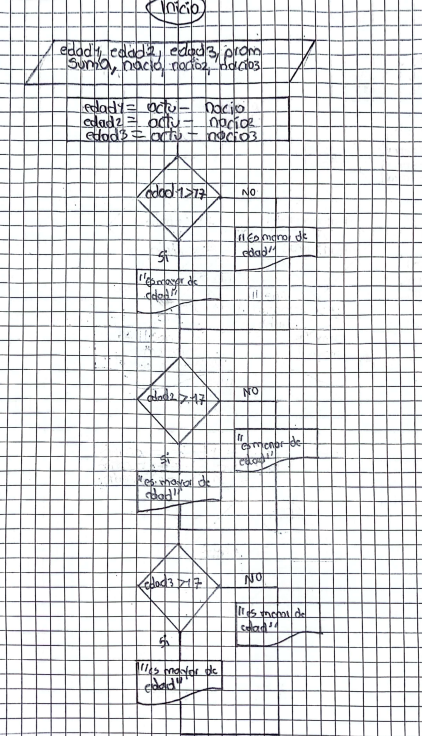 Inicio
edad1, edad2, edad3, prom
suma, nacio, nacio2, nacio3
edad1= actu - nacio
edad2 = actu - nacio2
edad3 = actu - nacio3
edad 1>17
NO
"Es menor de
edad"
Si
"es mayor de
edad"
edad2 > 17
NO
"es menor de
edad"
Si
"es mayor de
edad"
edad3 >17
NO
"es menor de
edad"
Si
"es mayor de
edad"